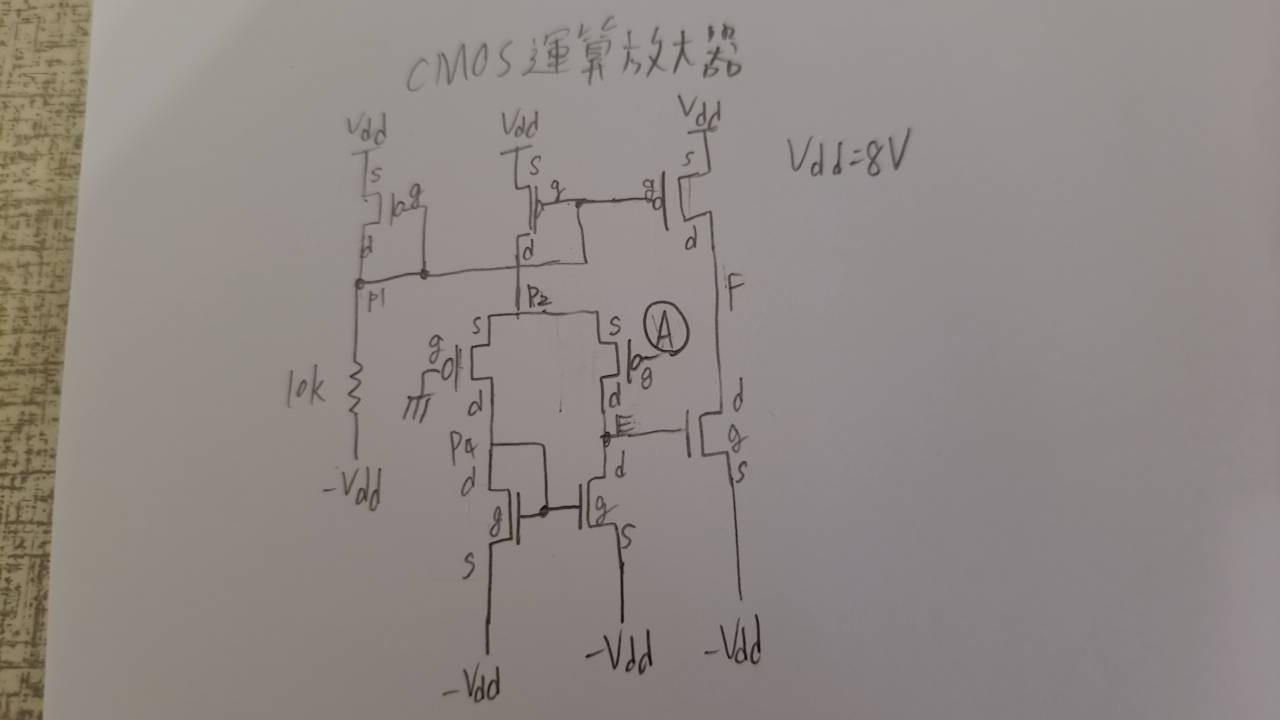 CMOS運算放大器
Vdd Vdd Vdd
Vdd=8V
s s s
g g g
d d d
P1 P2 F
s s A
g g
10k d d
P4 E d
g
d d s
g g
s s
-Vdd
-Vdd -Vdd -Vdd